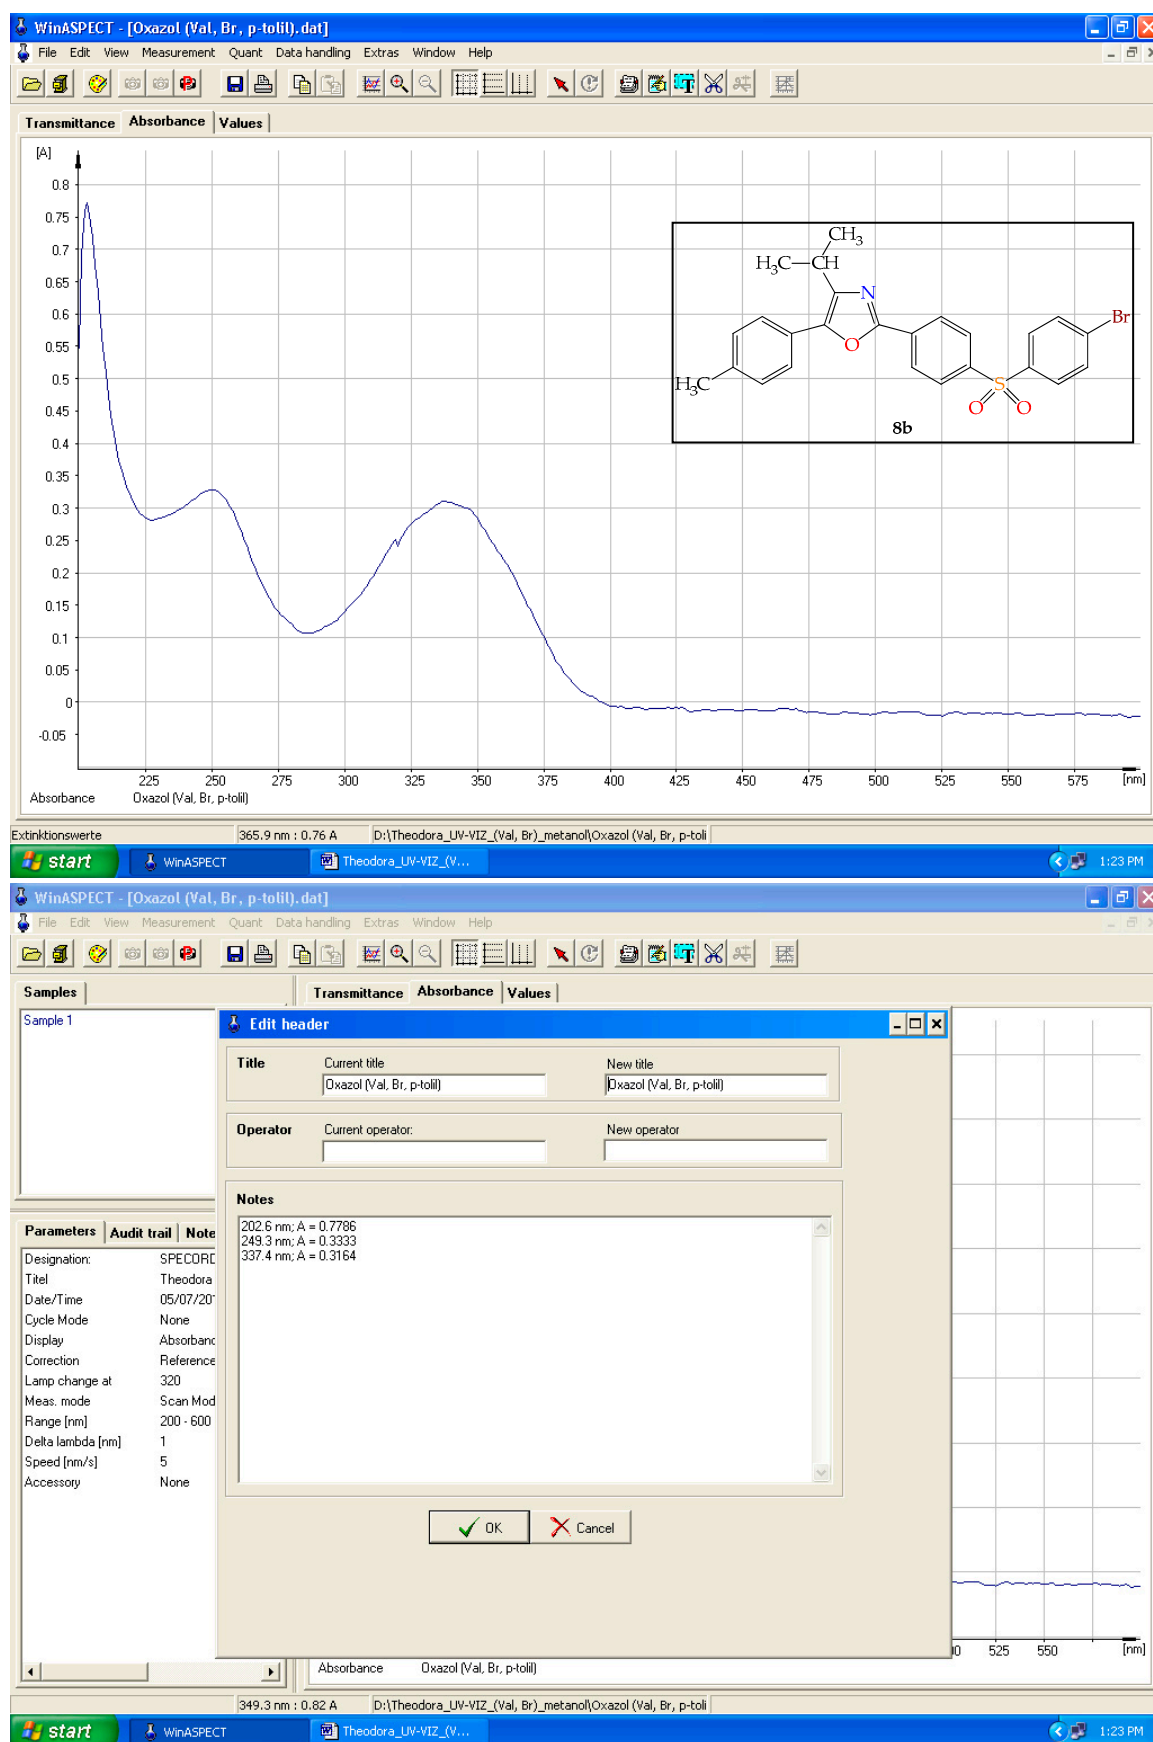 WinASPECT - [Oxazol (Val, Br, p-tolil).dat]
File Edit View Measurement Quant Data handling Extras Window Help
Transmittance Absorbance Values
[A]
0.8
0.75
0.7
0.65
0.6
0.55
0.5
0.45
0.4
0.35
0.3
0.25
0.2
0.15
0.1
0.05
0
-0.05
CH3
H3C CH
N
Br
O
H3C
S
O O
8b
225 250 275 300 325 350 375 400 425 450 475 500 525 550 575 [nm]
Absorbance Oxazol (Val, Br, p-tolil)
Extinktionswerte 365.9 nm : 0.76 A D:\Theodora_UV-VIZ_(Val, Br)_metanol\Oxazol (Val, Br, p-toli
start WinASPECT Theodora_UV-VIZ_(V... 1:23 PM
WinASPECT - [Oxazol (Val, Br, p-tolil).dat]
File Edit View Measurement Quant Data handling Extras Window Help
Samples Transmittance Absorbance Values
Sample 1
Edit header
Title Current title New title
Oxazol (Val, Br, p-tolil) Oxazol (Val, Br, p-tolil)
Operator Current operator: New operator
Notes
202.6 nm; A = 0.7786
249.3 nm; A = 0.3333
337.4 nm; A = 0.3164
Parameters Audit trail Note
Designation: SPECORD
Titel Theodora
Date/Time 05/07/201
Cycle Mode None
Display Absorbanc
Correction Reference
Lamp change at 320
Meas. mode Scan Mod
Range [nm] 200 - 600
Delta lambda [nm] 1
Speed [nm/s] 5
Accessory None
OK Cancel
525 550 [nm]
Absorbance Oxazol (Val, Br, p-tolil)
349.3 nm : 0.82 A D:\Theodora_UV-VIZ_(Val, Br)_metanol\Oxazol (Val, Br, p-toli
start WinASPECT Theodora_UV-VIZ_(V... 1:23 PM